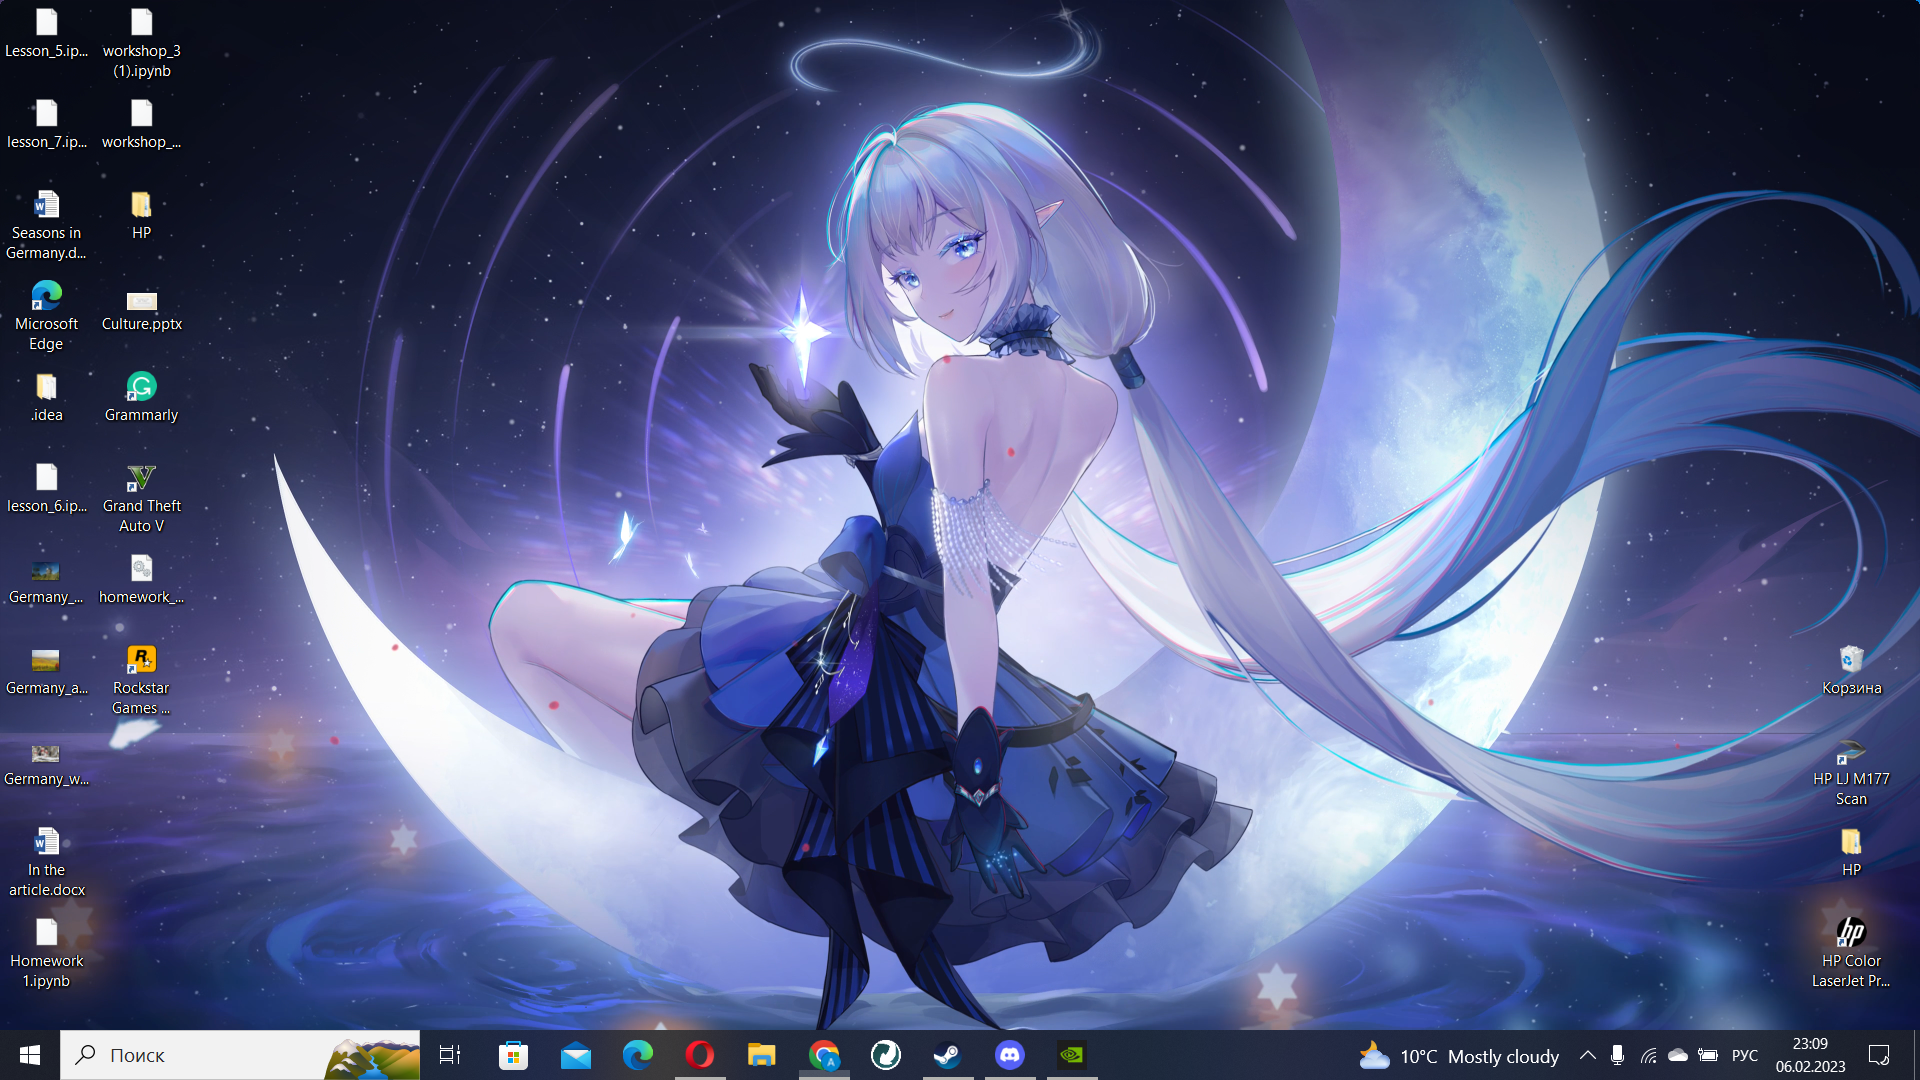 Lesson_5.ip...
workshop_3
(1).ipynb
lesson_7.ip...
workshop_...
Seasons in
Germany.d...
HP
Microsoft
Edge
Culture.pptx
.idea
Grammarly
lesson_6.ip...
Grand Theft
Auto V
Germany_...
homework_...
Germany_a...
Rockstar
Games ...
Germany_w...
In the
article.docx
Homework
1.ipynb
Корзина
HP LJ M177
Scan
HP
HP Color
LaserJet Pr...
Поиск
10°C Mostly cloudy
РУС
23:09
06.02.2023